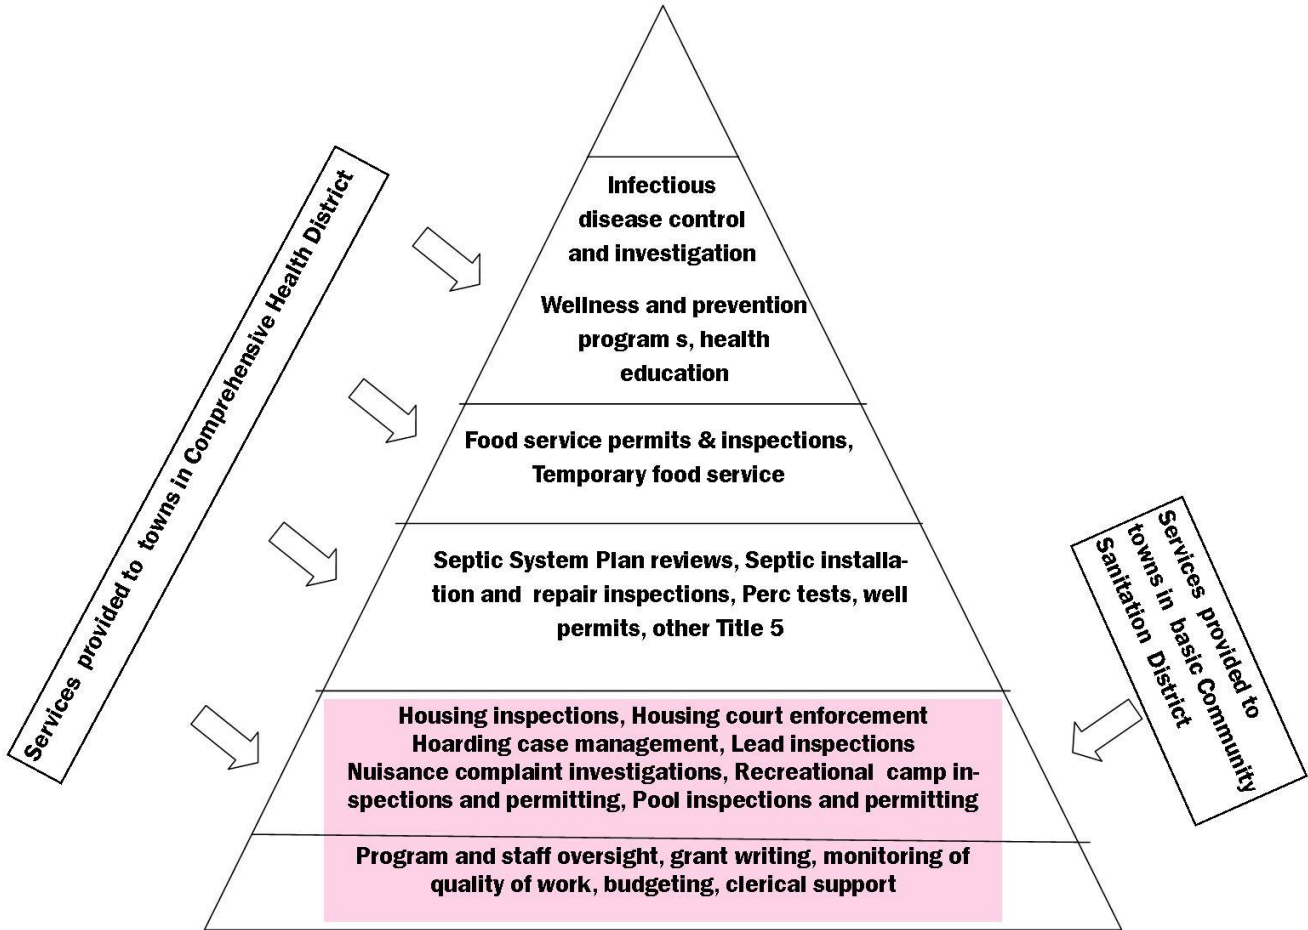 Services provided to towns in Comprehensive Health District
Infectious
disease control
and investigation
Wellness and prevention
program s, health
education
Food service permits & inspections,
Temporary food service
Septic System Plan reviews, Septic installa-
tion and repair inspections, Perc tests, well
permits, other Title 5
Services provided to
towns in basic Community
Sanitation District
Housing inspections, Housing court enforcement
Hoarding case management, Lead inspections
Nuisance complaint investigations, Recreational camp in-
spections and permitting, Pool inspections and permitting
Program and staff oversight, grant writing, monitoring of
quality of work, budgeting, clerical support